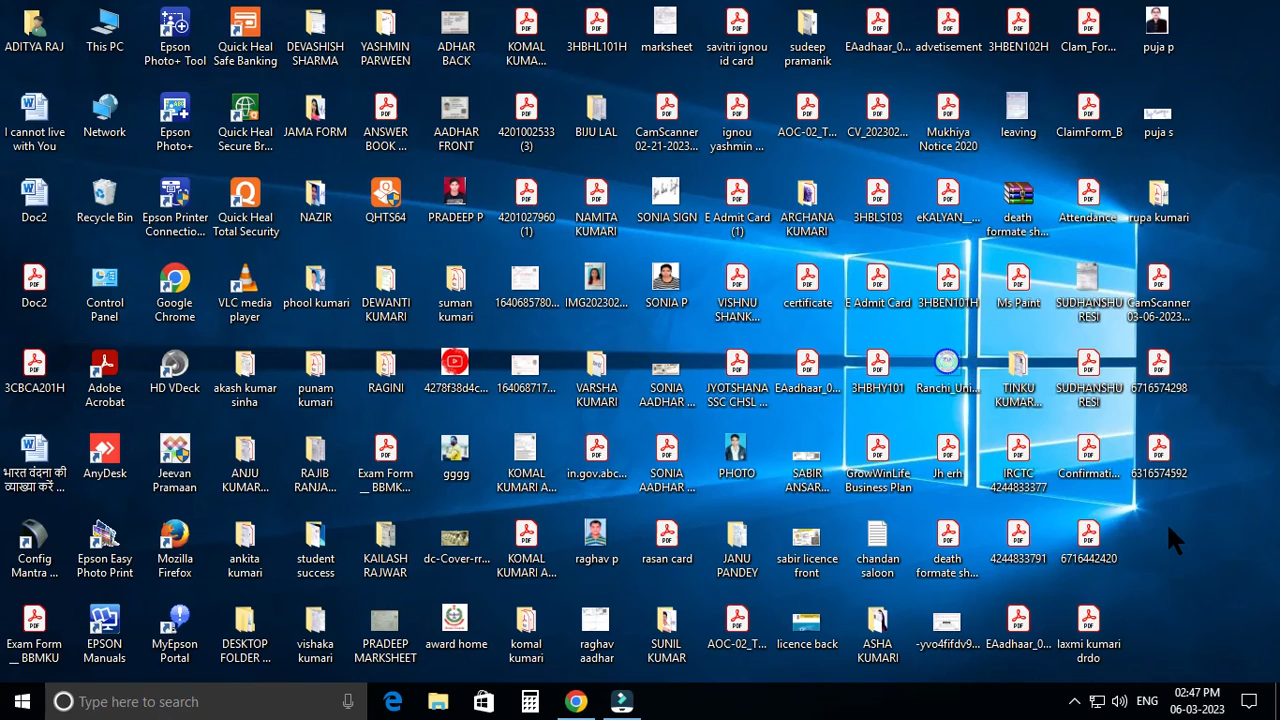 ADITYA RAJ
This PC
Epson
Photo+ Tool
Quick Heal
Safe Banking
DEVASHISH
SHARMA
YASHMIN
PARWEEN
ADHAR
BACK
KOMAL
KUMA...
3HBHL101H
marksheet
savitri ignou
id card
sudeep
pramanik
EAadhaar_0...
advetisement
3HBEN102H
Clam_For...
puja p
I cannot live
with You
Network
Epson
Photo+
Quick Heal
Secure Br...
JAMA FORM
ANSWER
BOOK ...
AADHAR
FRONT
4201002533
(3)
BIJU LAL
CamScanner
02-21-2023...
ignou
yashmin ...
AOC-02_T...
CV_202302...
Mukhiya
Notice 2020
leaving
ClaimForm_B
puja s
Doc2
Recycle Bin
Epson Printer
Connectio...
Quick Heal
Total Security
NAZIR
QHTS64
PRADEEP P
4201027960
(1)
NAMITA
KUMARI
SONIA SIGN
E Admit Card
(1)
ARCHANA
KUMARI
3HBLS103
eKALYAN__...
death
formate sh...
Attendance
rupa kumari
Doc2
Control
Panel
Google
Chrome
VLC media
player
phool kumari
DEWANTI
KUMARI
suman
kumari
1640685780...
IMG202302...
SONIA P
VISHNU
SHANK...
certificate
E Admit Card
3HBEN101H
Ms Paint
SUDHANSHU
RESI
CamScanner
03-06-2023...
3CBCA201H
Adobe
Acrobat
HD VDeck
akash kumar
sinha
punam
kumari
RAGINI
4278f38d4c...
164068717...
VARSHA
KUMARI
SONIA
AADHAR ...
JYOTSHANA
SSC CHSL ...
EAadhaar_0...
3HBHY101
Ranchi_Uni...
TINKU
KUMAR...
SUDHANSHU
RESI
6716574298
भारत वंदना की
व्याख्या करें ...
AnyDesk
Jeevan
Pramaan
ANJU
KUMAR...
RAJIB
RANJA...
Exam Form
__ BBMK...
gggg
KOMAL
KUMARI A...
in.gov.abc...
SONIA
AADHAR ...
PHOTO
SABIR
ANSAR...
GrowWinLife
Business Plan
Jh erh
IRCTC
4244833377
Confirmati...
6316574592
Config
Mantra ...
Epson Easy
Photo Print
Mozilla
Firefox
ankita
kumari
student
success
KAILASH
RAJWAR
dc-Cover-rr...
KOMAL
KUMARI A...
raghav p
rasan card
JANU
PANDEY
sabir licence
front
chandan
saloon
death
formate sh...
4244833791
6716442420
Exam Form
__ BBMKU
EPSON
Manuals
MyEpson
Portal
DESKTOP
FOLDER ...
vishaka
kumari
PRADEEP
MARKSHEET
award home
komal
kumari
raghav
aadhar
SUNIL
KUMAR
AOC-02_T...
licence back
ASHA
KUMARI
-yvo4fifdv9...
EAadhaar_0...
laxmi kumari
drdo
Type here to search
ENG
02:47 PM
06-03-2023